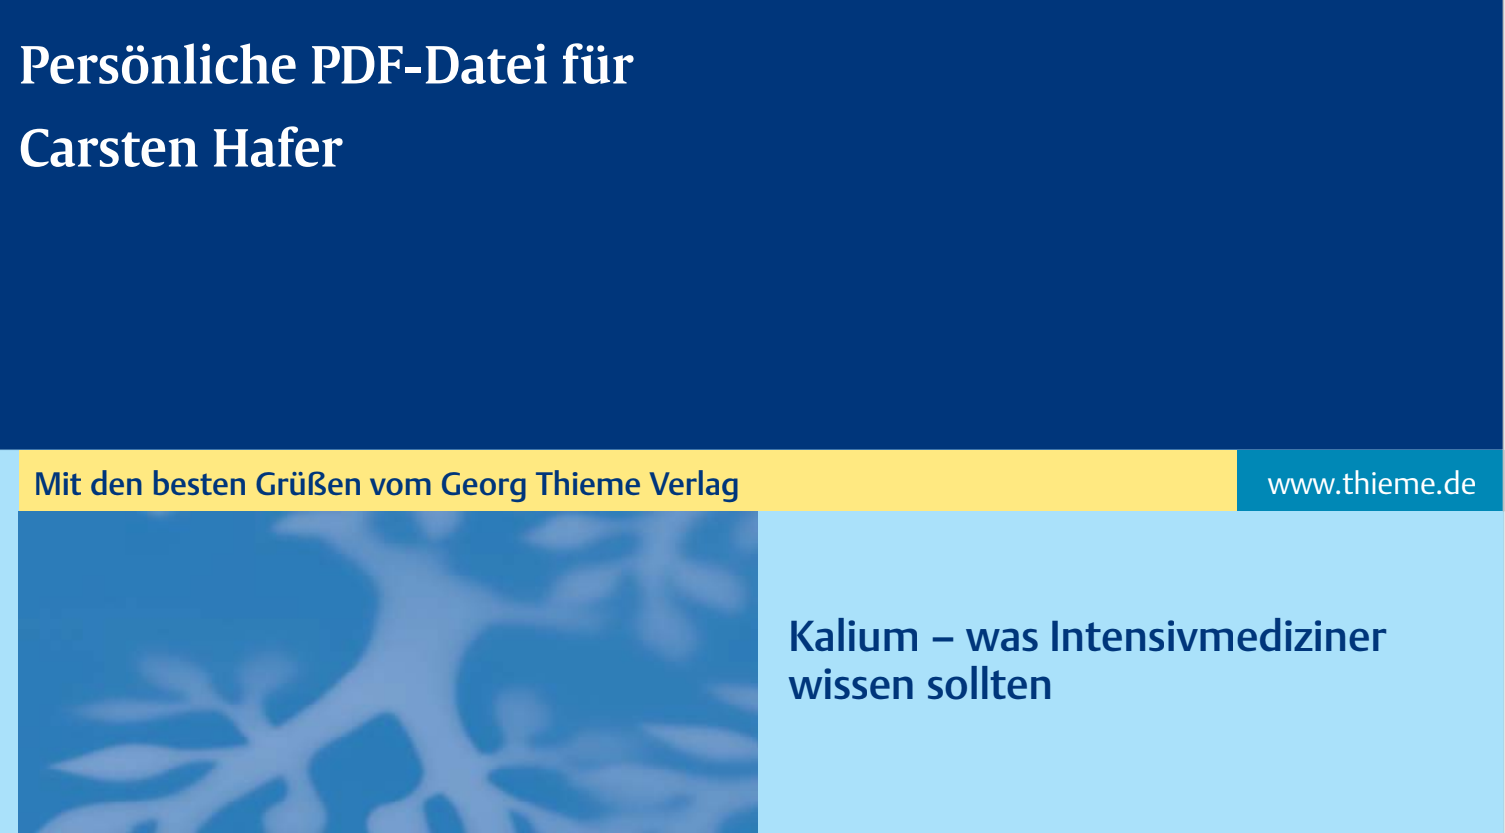 Persönliche PDF-Datei für
Carsten Hafer
Mit den besten Grüßen vom Georg Thieme Verlag
www.thieme.de
Kalium – was Intensivmediziner
wissen sollten